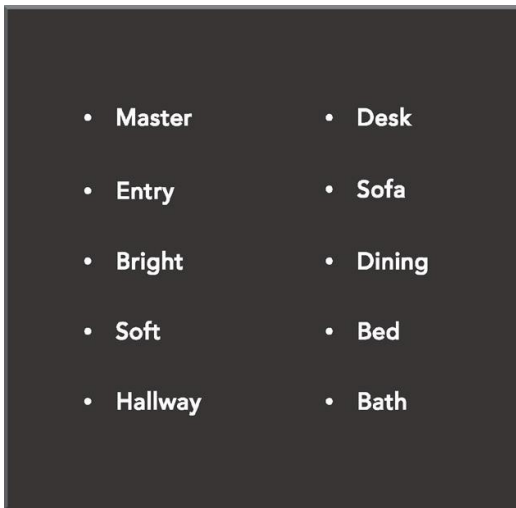 Master
Entry
Bright
Soft
Hallway
Desk
Sofa
Dining
Bed
Bath